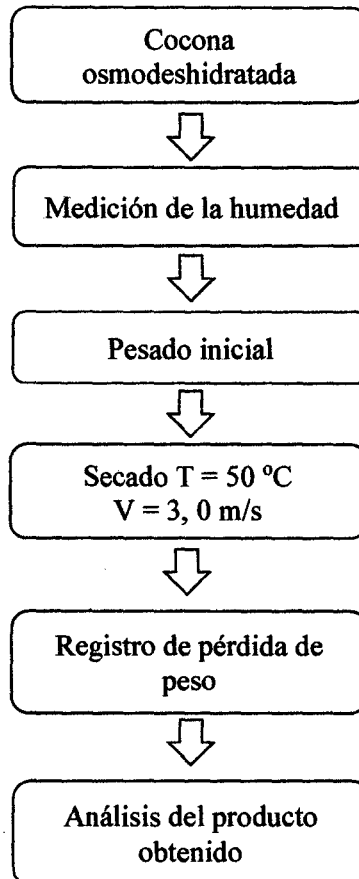 Cocona
osmodeshidratada
Medición de la humedad
Pesado inicial
Secado T = 50 ºC
V = 3, 0 m/s
Registro de pérdida de
peso
Análisis del producto
obtenido